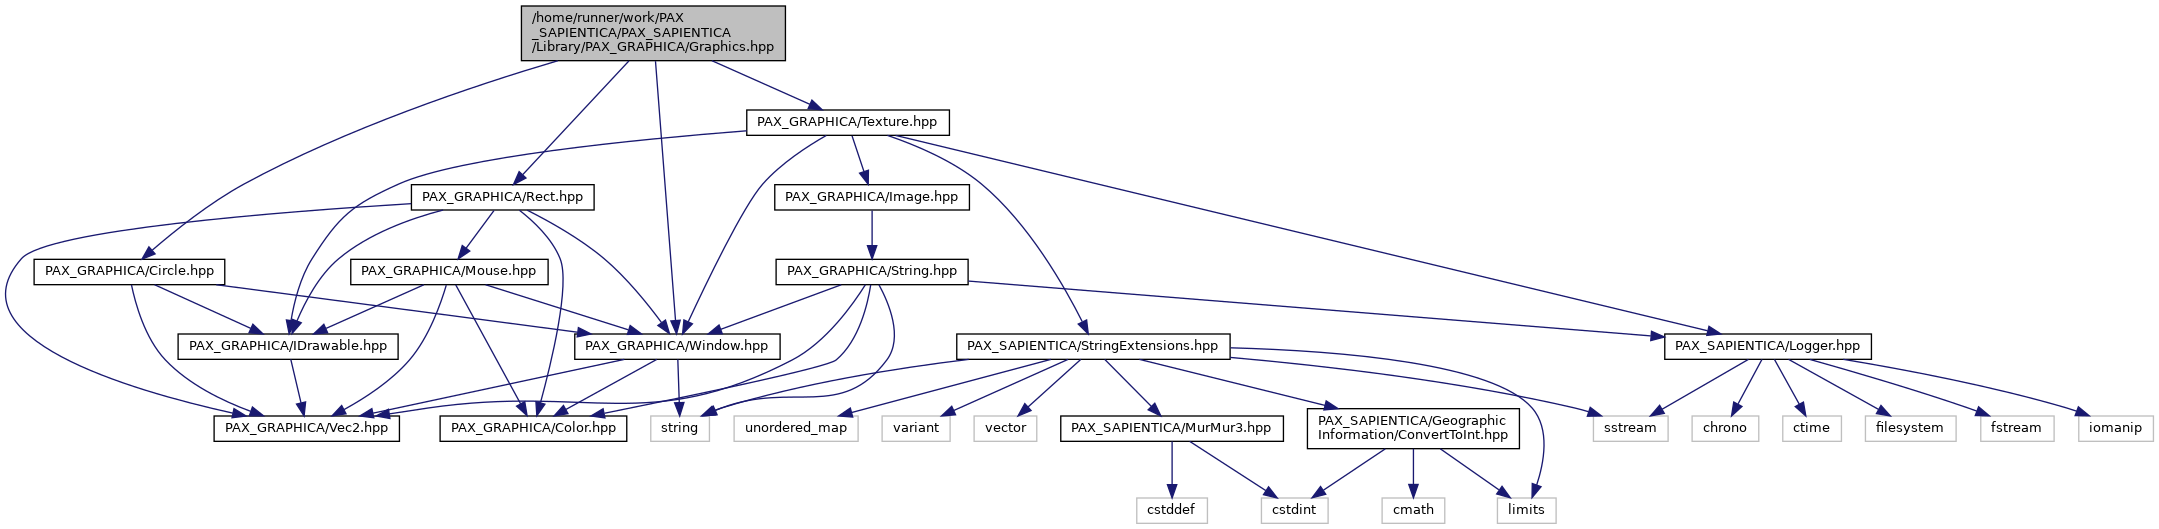 /home/runner/work/PAX
_SAPIENTICA/PAX_SAPIENTICA
/Library/PAX_GRAPHICA/Graphics.hpp
PAX_GRAPHICA/Texture.hpp
PAX_GRAPHICA/Rect.hpp
PAX_GRAPHICA/Image.hpp
PAX_GRAPHICA/Circle.hpp
PAX_GRAPHICA/Mouse.hpp
PAX_GRAPHICA/String.hpp
PAX_GRAPHICA/IDrawable.hpp
PAX_GRAPHICA/Window.hpp
PAX_SAPIENTICA/StringExtensions.hpp
PAX_SAPIENTICA/Logger.hpp
PAX_GRAPHICA/Vec2.hpp
PAX_GRAPHICA/Color.hpp
string
unordered_map
variant
vector
PAX_SAPIENTICA/MurMur3.hpp
PAX_SAPIENTICA/Geographic
Information/ConvertToInt.hpp
sstream
chrono
ctime
filesystem
fstream
iomanip
cstddef
cstdint
cmath
limits